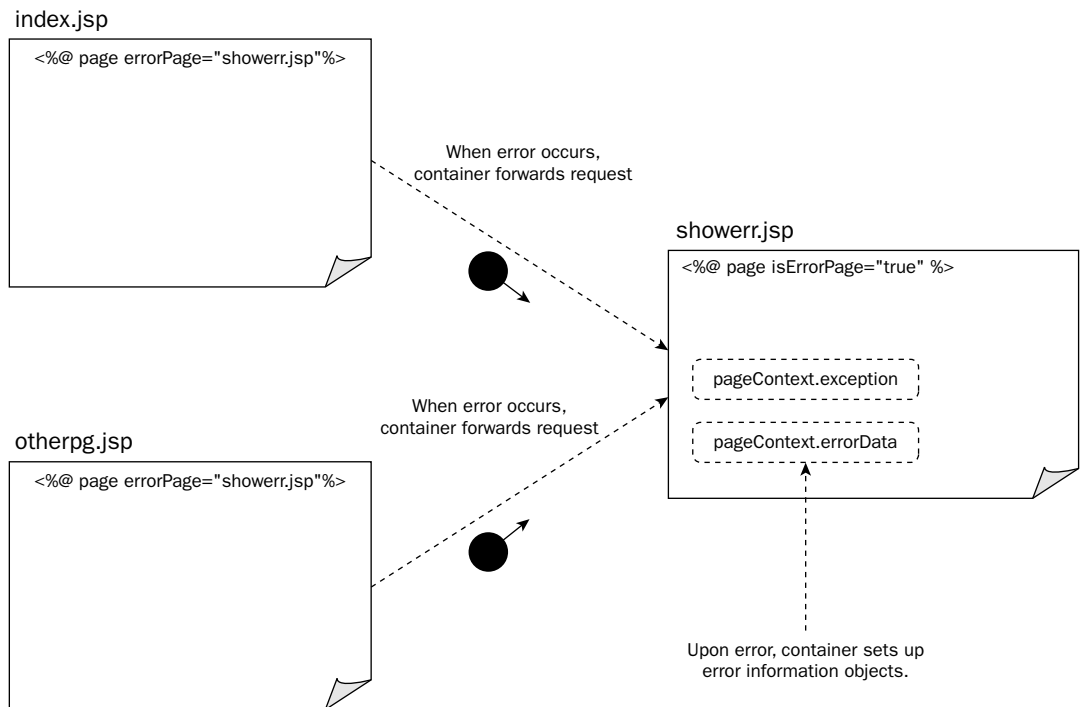 index.jsp
<%@ page errorPage="showerr.jsp"%>
When error occurs,
container forwards request
showerr.jsp
<%@ page isErrorPage="true" %>
pageContext.exception
pageContext.errorData
When error occurs,
container forwards request
otherpg.jsp
<%@ page errorPage="showerr.jsp"%>
Upon error, container sets up
error information objects.